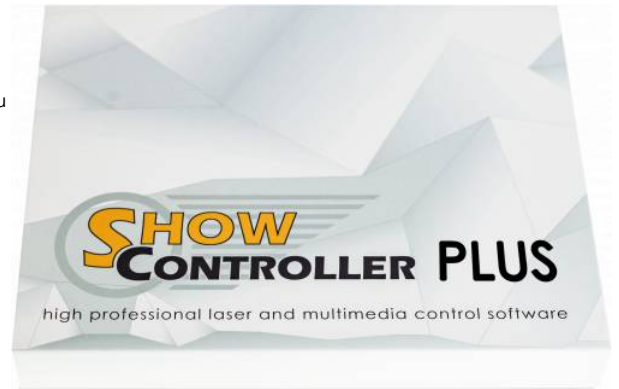 u
SHOW
CONTROLLER PLUS
high professional laser and multimedia control software